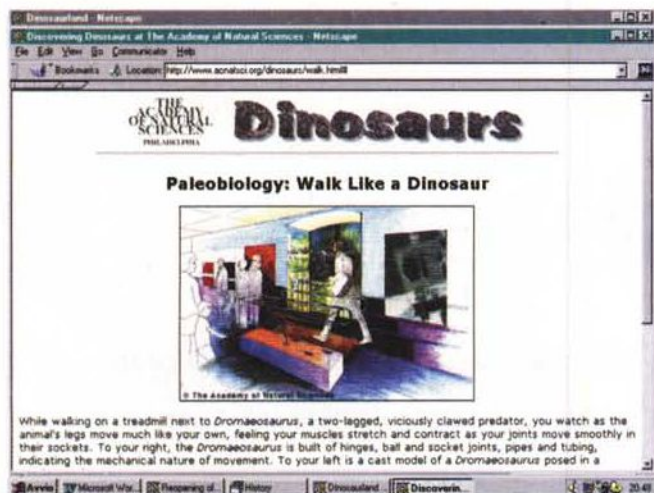 Dinosaurland - Netscape
Discovering Dinosaurs at The Academy of Natural Sciences - Netscape
File Edit View Go Communicator Help
Bookmarks Location: http://www.acnatsci.org/dinosaurs/walk.html#
THE
ACADEMY
OF NATURAL
SCIENCES
PHILADELPHIA
Dinosaurs
Paleobiology: Walk Like a Dinosaur
© The Academy of Natural Sciences
While walking on a treadmill next to Dromaeosaurus, a two-legged, viciously clawed predator, you watch as the
animal's legs move much like your own, feeling your muscles stretch and contract as your joints move smoothly in
their sockets. To your right, the Dromaeosaurus is built of hinges, ball and socket joints, pipes and tubing,
indicating the mechanical nature of movement. To your left is a cast model of a Dromaeosaurus posed in a
Avvio Microsoft Wor... Reopening of... History Dinosaurland... Discoverin... 20.48